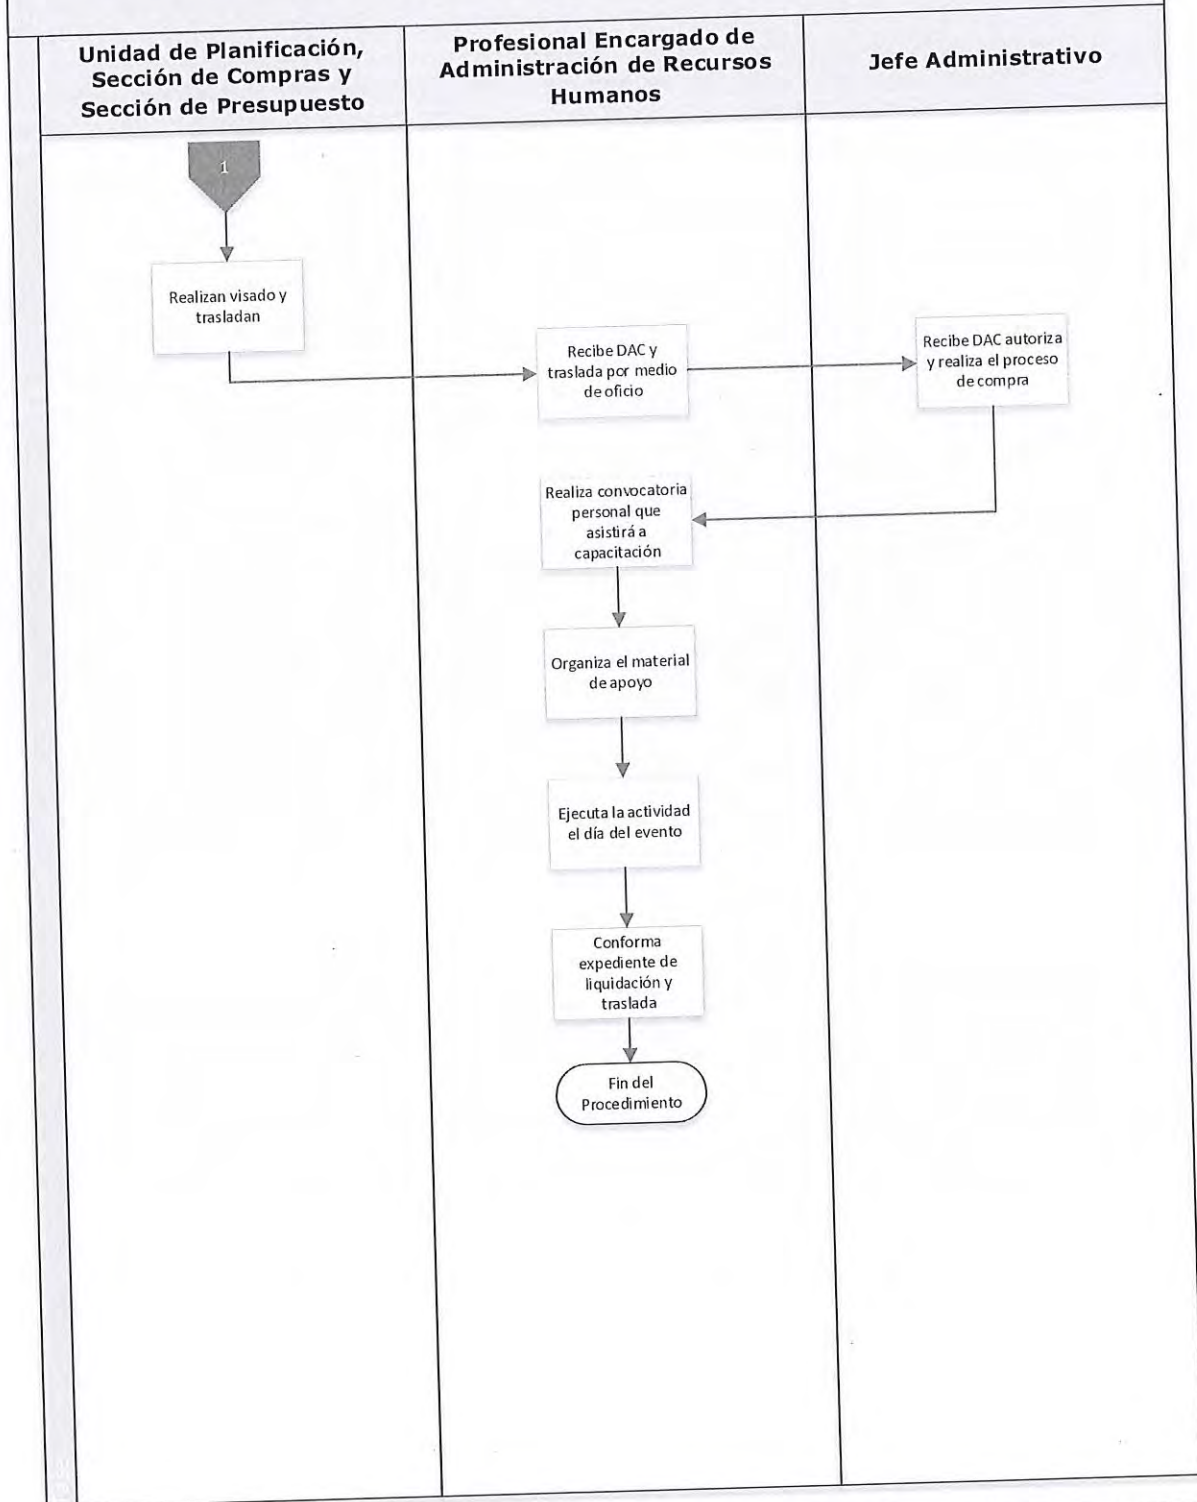 Unidad de Planificación,
Sección de Compras y
Sección de Presupuesto
Profesional Encargado de
Administración de Recursos
Humanos
Jefe Administrativo
1
Realizan visado y
trasladan
Recibe DAC y
traslada por medio
de oficio
Recibe DAC autoriza
y realiza el proceso
de compra
Realiza convocatoria
personal que
asistirá a
capacitación
Organiza el material
de apoyo
Ejecuta la actividad
el día del evento
Conforma
expediente de
liquidación y
traslada
Fin del
Procedimiento